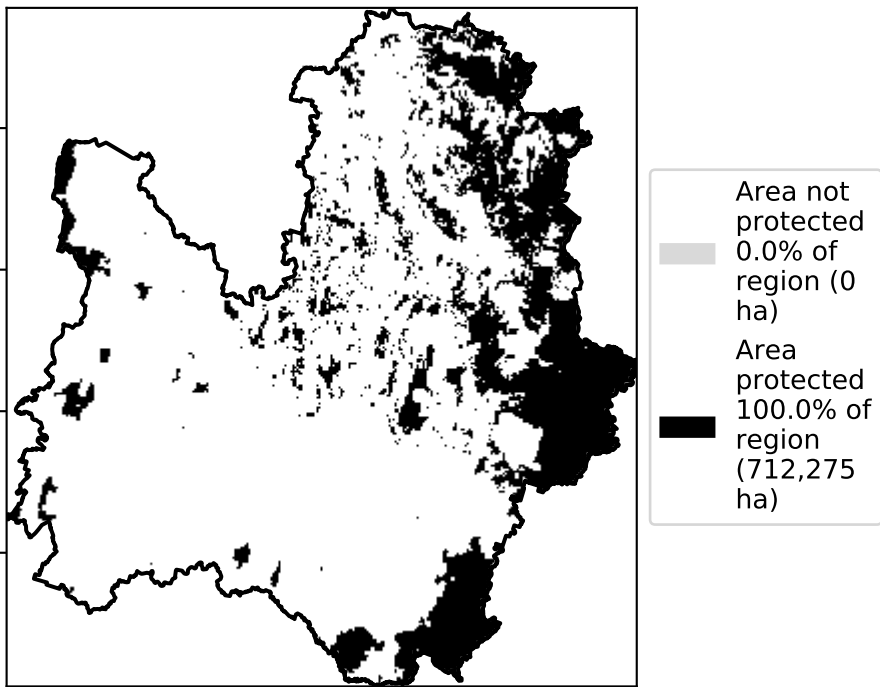 Area not
protected
0.0% of
region (0
ha)
Area
protected
100.0% of
region
(712,275
ha)